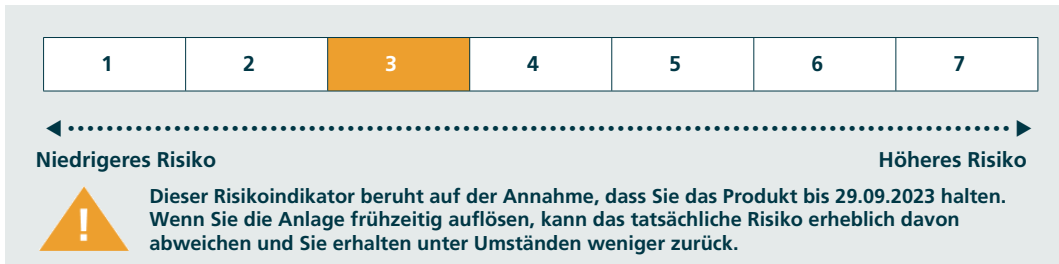 1 2 3 4 5 6 7
Niedrigeres Risiko Höheres Risiko
!
Dieser Risikoindikator beruht auf der Annahme, dass Sie das Produkt bis 29.09.2023 halten.
Wenn Sie die Anlage frühzeitig auflösen, kann das tatsächliche Risiko erheblich davon
abweichen und Sie erhalten unter Umständen weniger zurück.